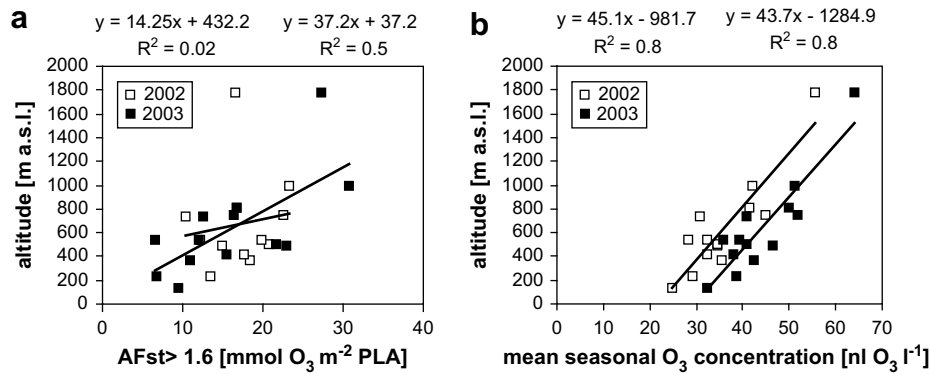 a
y = 14.25x + 432.2
R² = 0.02
37.2x + 37.2
R² = 0.5
altitude [m a.s.l.]
2000
1800
1600
1400
1200
1000
800
600
400
200
0
2002
2003
0 10 20 30 40
AFst> 1.6 [mmol O₃ m⁻² PLA]
b
y = 45.1x - 981.7
R² = 0.8
y = 43.7x - 1284.9
R² = 0.8
altitude [m a.s.l.]
2000
1800
1600
1400
1200
1000
800
600
400
200
0
2002
2003
0 10 20 30 40 50 60 70
mean seasonal O₃ concentration [nl O₃ l⁻¹]